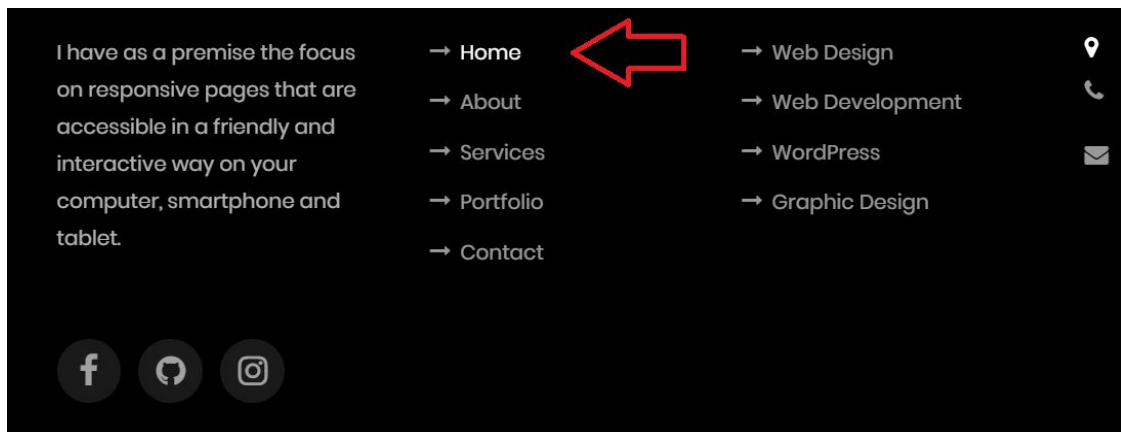 I have as a premise the focus
on responsive pages that are
accessible in a friendly and
interactive way on your
computer, smartphone and
tablet.
Home
About
Services
Portfolio
Contact
Web Design
Web Development
WordPress
Graphic Design